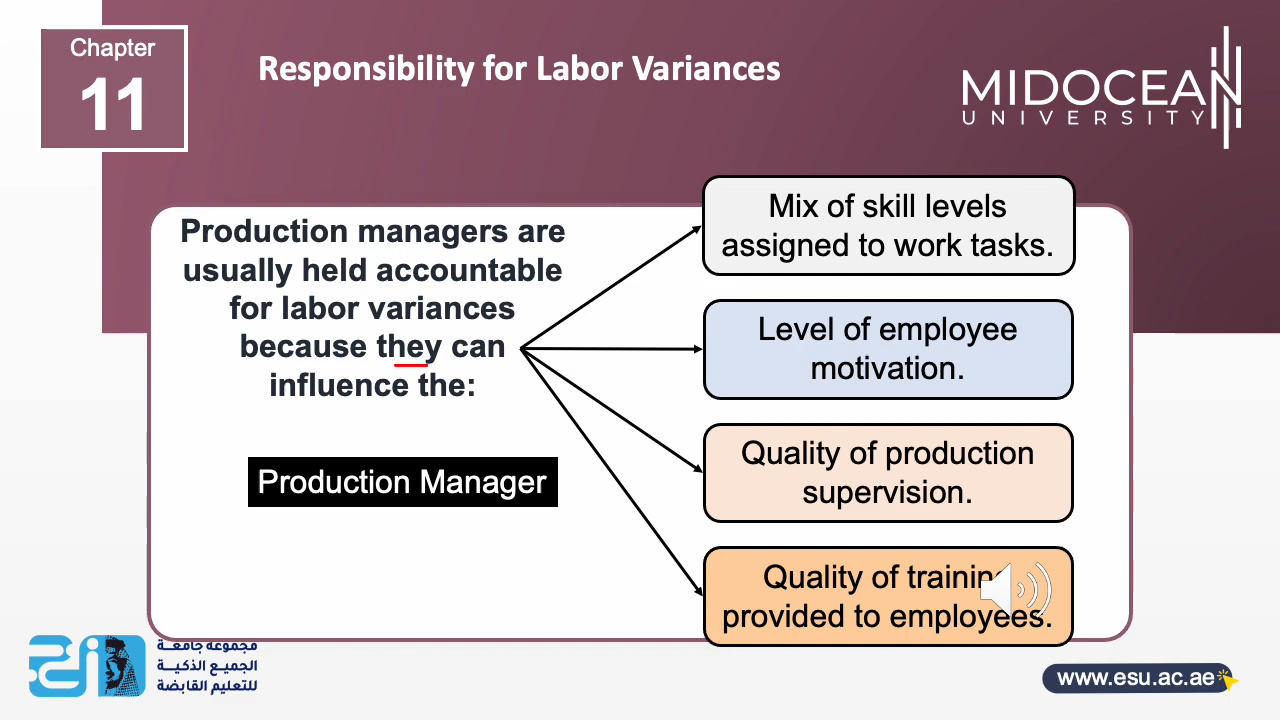 Chapter
11
Responsibility for Labor Variances
MIDOCEAN
UNIVERSITY
Production managers are
usually held accountable
for labor variances
because they can
influence the:
Production Manager
Mix of skill levels
assigned to work tasks.
Level of employee
motivation.
Quality of production
supervision.
Quality of training
provided to employees.
مجموعة جامعة
الجميع الذكية
للتعليم القابضة
www.esu.ac.ae